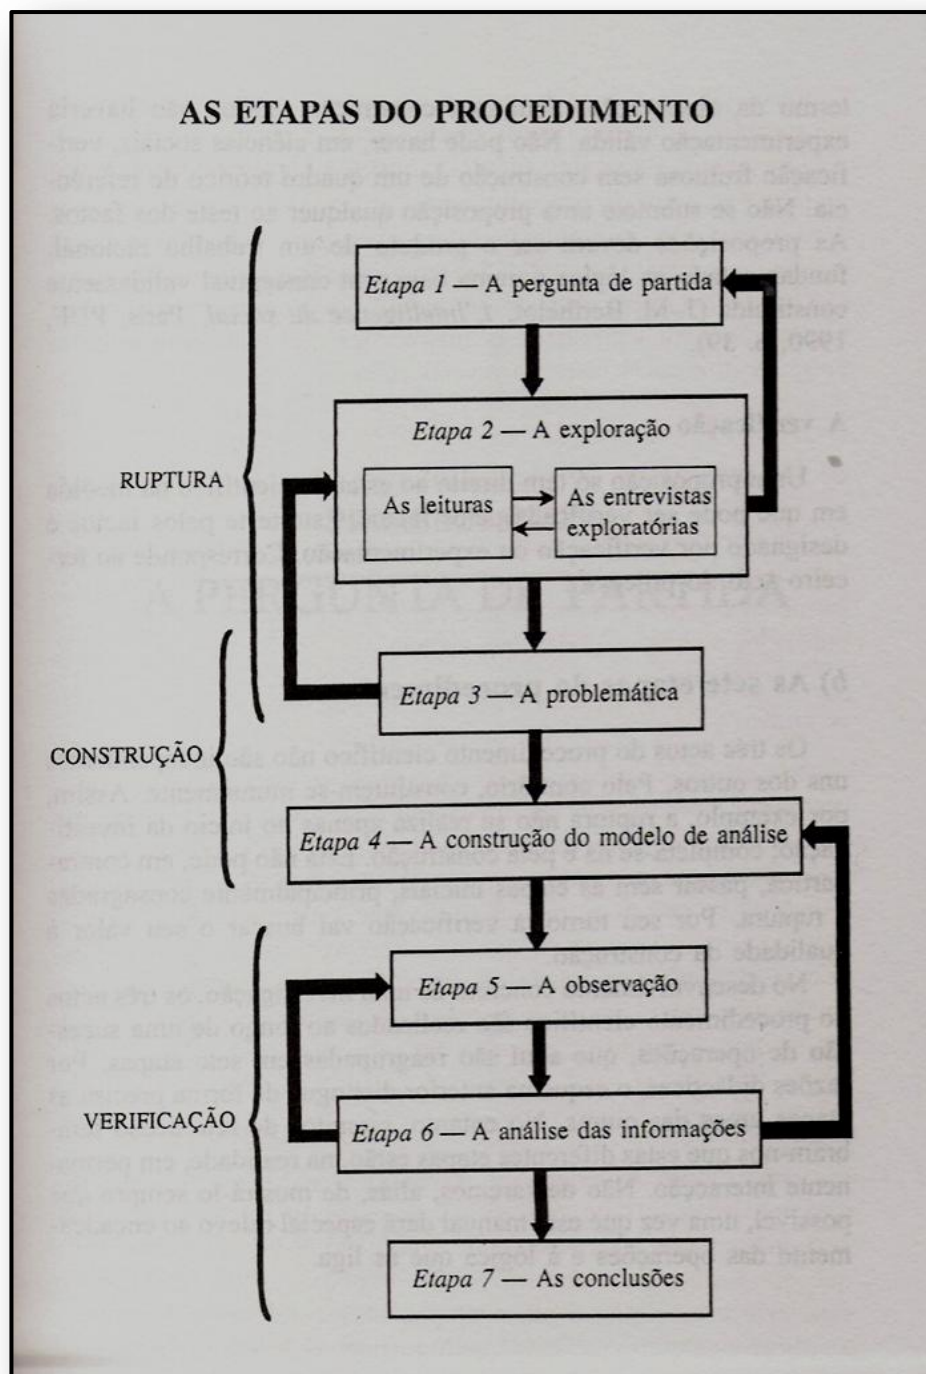 AS ETAPAS DO PROCEDIMENTO
Etapa 1 — A pergunta de partida
Etapa 2 — A exploração
RUPTURA
As leituras
As entrevistas
exploratórias
Etapa 3 — A problemática
CONSTRUÇÃO
Etapa 4 — A construção do modelo de análise
Etapa 5 — A observação
VERIFICAÇÃO
Etapa 6 — A análise das informações
Etapa 7 — As conclusões